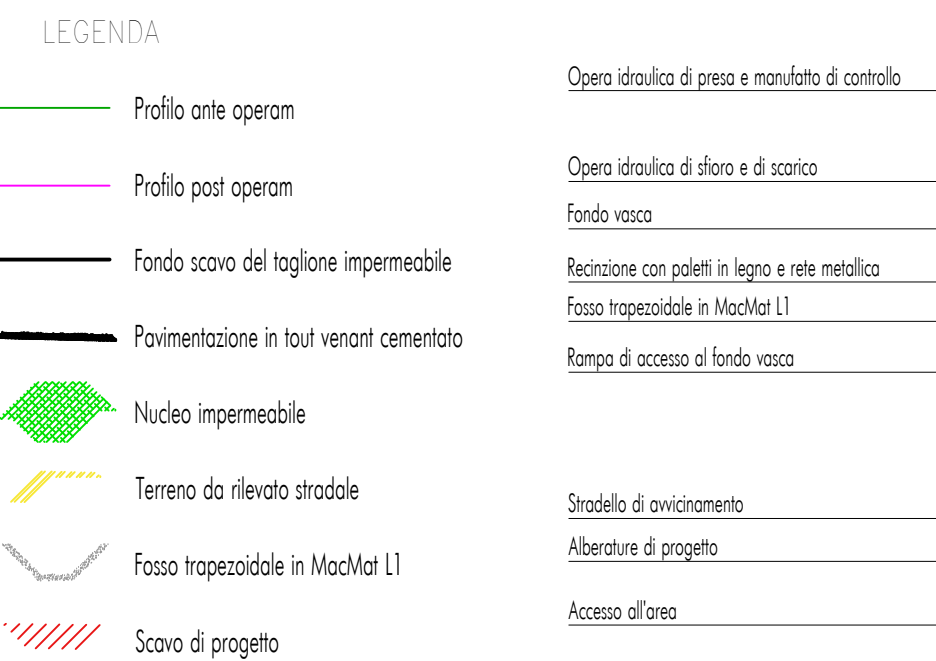 LEGENDA
Profilo ante operam
Profilo post operam
Fondo scavo del taglione impermeabile
Pavimentazione in tout venant cementato
Nucleo impermeabile
Terreno da rilevato stradale
Fosso trapezoidale in MacMat L1
Scavo di progetto
Opera idraulica di presa e manufatto di controllo
Opera idraulica di sfioro e di scarico
Fondo vasca
Recinzione con paletti in legno e rete metallica
Fosso trapezoidale in MacMat L1
Rampa di accesso al fondo vasca
Stradello di avvicinamento
Alberature di progetto
Accesso all'area